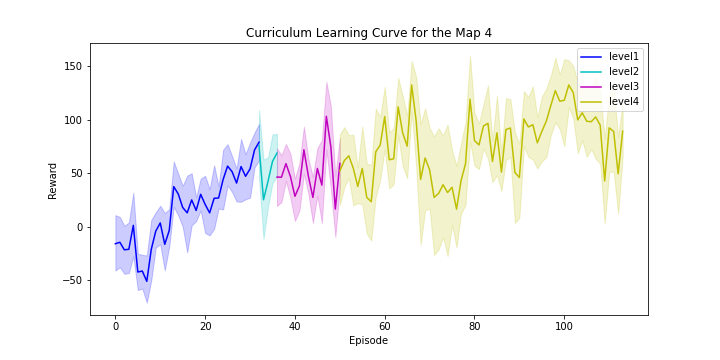 Curriculum Learning Curve for the Map 4
Reward
150
100
50
0
−50
level1
level2
level3
level4
0
20
40
60
80
100
Episode